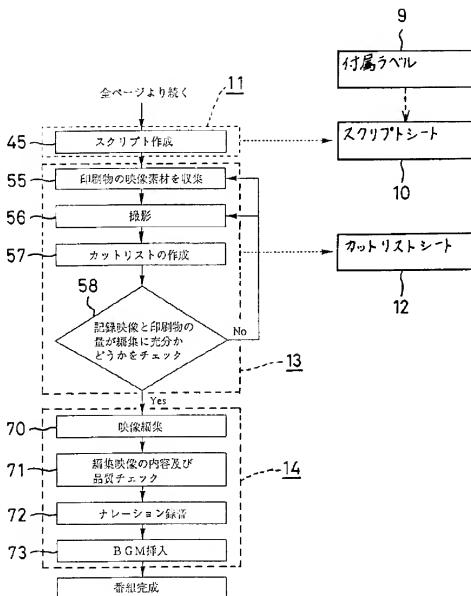 9
付属ラベル
全ページより続く
11
45
スクリプト作成
スクリプトシート
10
55
印刷物の映像素材を収集
56
撮影
57
カットリストの作成
カットリストシート
12
58
記録映像と印刷物の
量が編集に充分か
どうかをチェック
No
13
Yes
70
映像編集
71
編集映像の内容及び
品質チェック
14
72
ナレーション録音
73
BGM挿入
番組完成